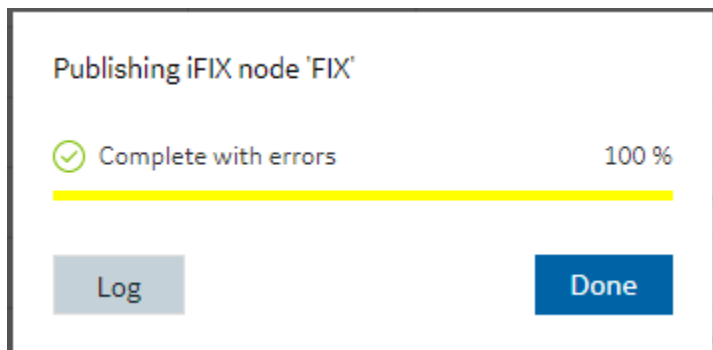 Publishing iFIX node 'FIX'
Complete with errors 100 %
Log Done